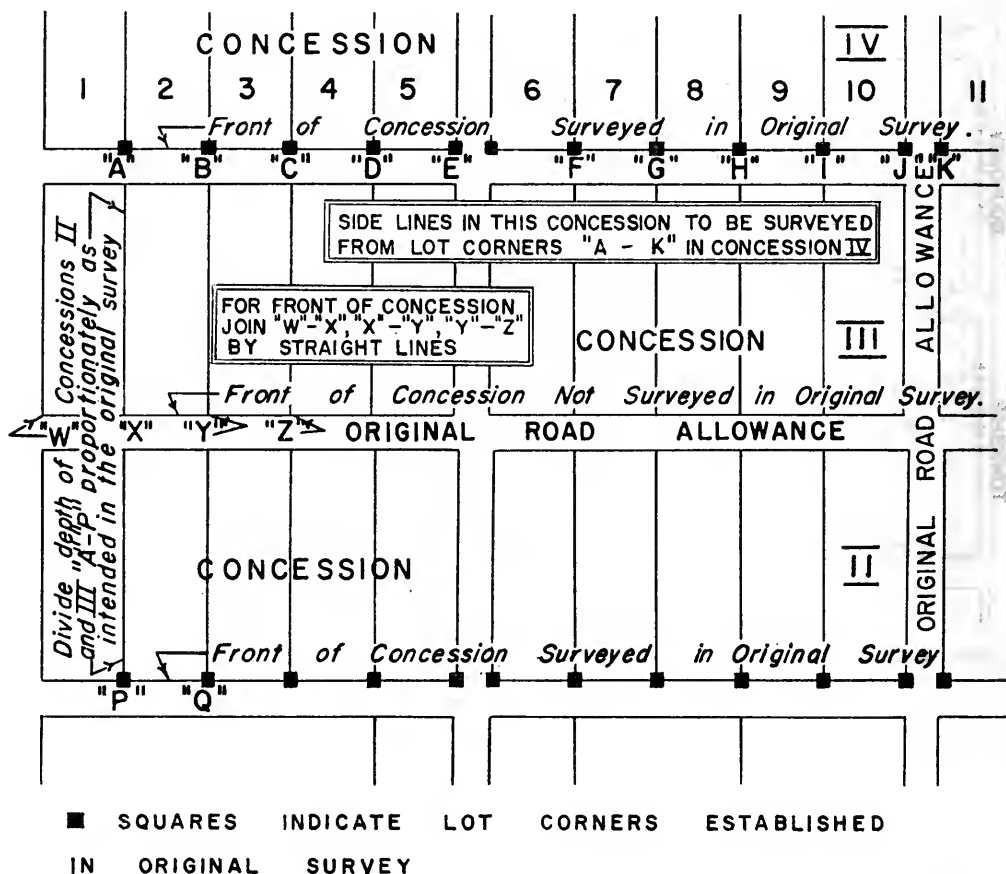 CONCESSION IV
1 2 3 4 5 6 7 8 9 10 11
Front of Concession Surveyed in Original Survey.
"A" "B" "C" "D" "E" "F" "G" "H" "I" "J" "K"
SIDE LINES IN THIS CONCESSION TO BE SURVEYED
FROM LOT CORNERS "A - K" IN CONCESSION IV
FOR FRONT OF CONCESSION
JOIN "W"-"X", "X"-"Y", "Y"-"Z"
BY STRAIGHT LINES
CONCESSION III
Front of Concession Not Surveyed in Original Survey.
"W" "X" "Y" "Z" ORIGINAL ROAD ALLOWANCE
Divide depth of Concessions II
and III "A-P" proportionately as
intended in the original survey
ORIGINAL ROAD ALLOWANCE
CONCESSION II
Front of Concession Surveyed in Original Survey
"P" "Q"
SQUARES INDICATE LOT CORNERS ESTABLISHED
IN ORIGINAL SURVEY